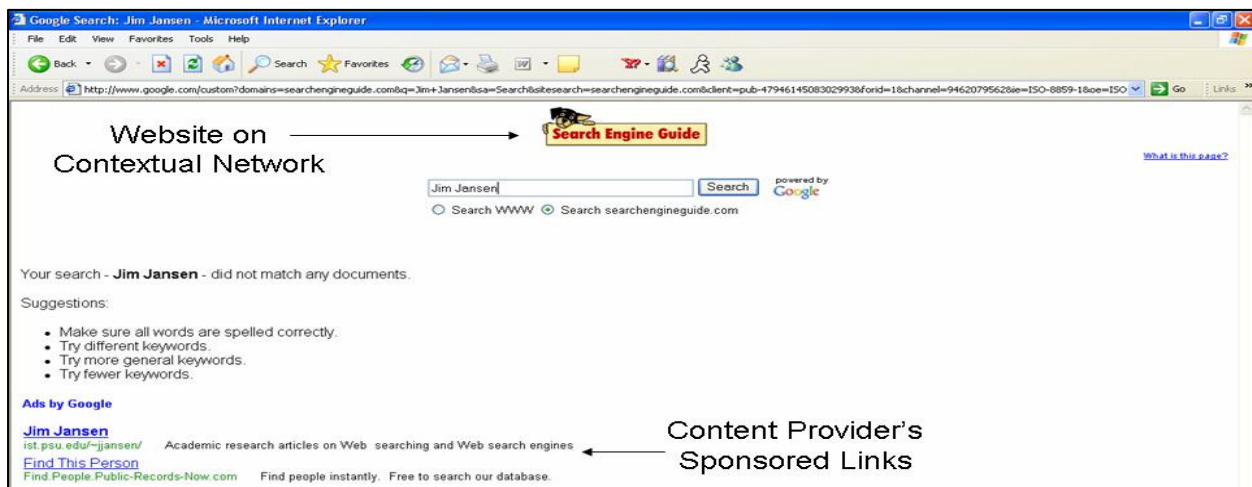 Google Search: Jim Jansen - Microsoft Internet Explorer
File Edit View Favorites Tools Help
Back Search Favorites
Address http://www.google.com/custom?domains=searchengineguide.com&q=Jim+Jansen&sa=Search&sitesearch=searchengineguide.com&client=pub-4794614508302993&forid=1&channel=9462079562&ie=ISO-8859-1&oe=ISO Go Links »
Website on
Contextual Network
Search Engine Guide
What is this page?
Jim Jansen Search powered by Google
Search WWW Search searchengineguide.com
Your search - Jim Jansen - did not match any documents.
Suggestions:
• Make sure all words are spelled correctly.
• Try different keywords.
• Try more general keywords.
• Try fewer keywords.
Ads by Google
Jim Jansen
ist.psu.edu/~jjansen/ Academic research articles on Web searching and Web search engines
Find This Person
Find.People.Public-Records-Now.com Find people instantly. Free to search our database.
Content Provider's
Sponsored Links